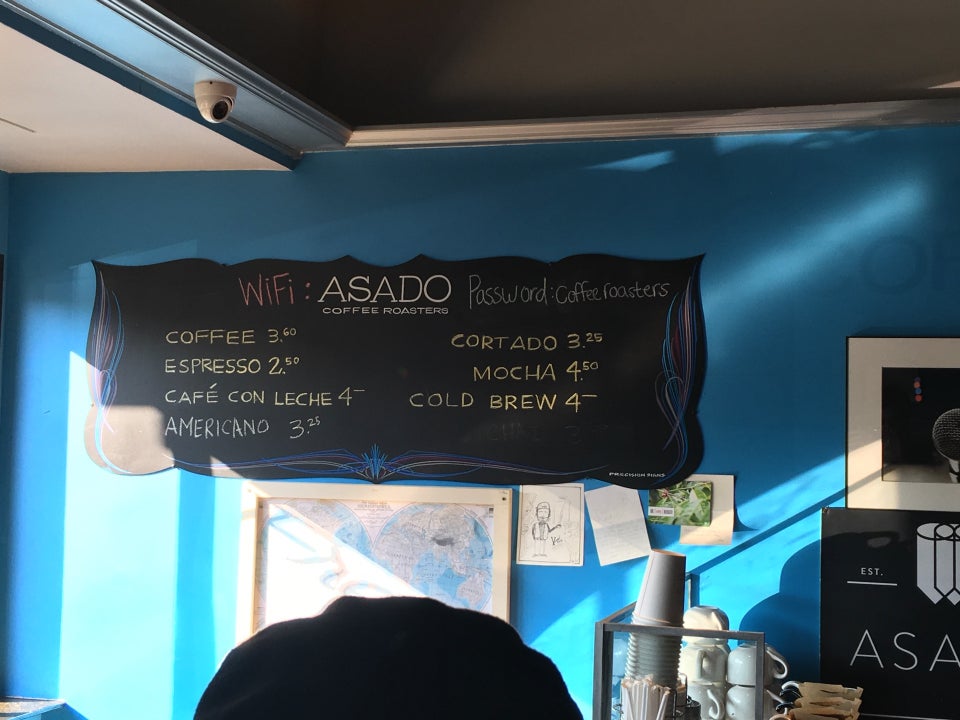 WiFi: ASADO Password: Coffeeroasters
COFFEE ROASTERS
COFFEE 3.60
ESPRESSO 2.50
CAFÉ CON LECHE 4-
AMERICANO 3.25
CORTADO 3.25
MOCHA 4.50
COLD BREW 4-
PRECISION SIGNS
EST.
ASA